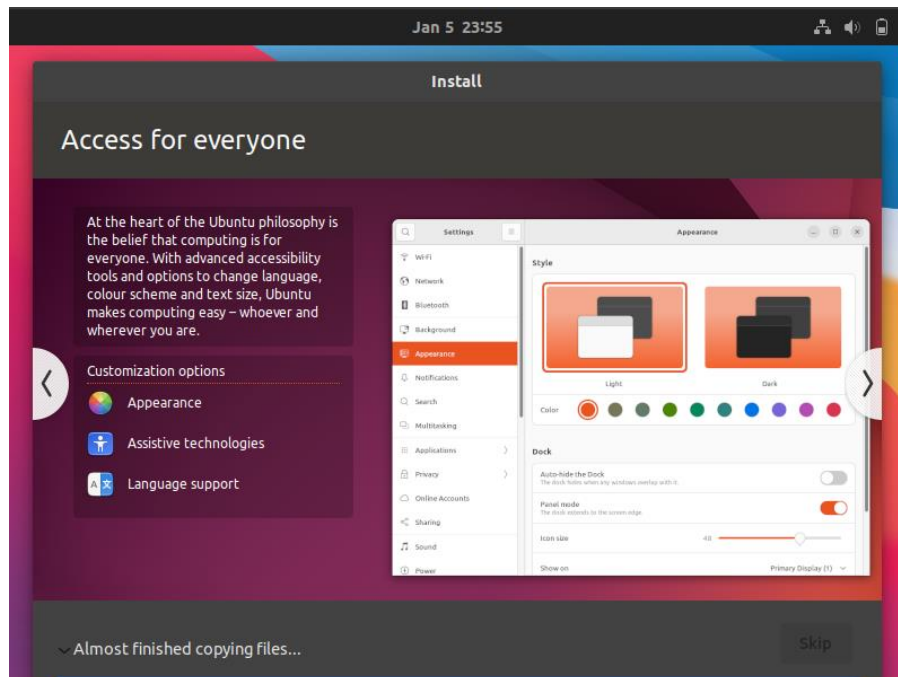 Jan 5 23:55
Install
Access for everyone
At the heart of the Ubuntu philosophy is
the belief that computing is for
everyone. With advanced accessibility
tools and options to change language,
colour scheme and text size, Ubuntu
makes computing easy – whoever and
wherever you are.
Customization options
Appearance
Assistive technologies
Language support
Settings
Wi-Fi
Network
Bluetooth
Background
Appearance
Notifications
Search
Multitasking
Applications
Privacy
Online Accounts
Sharing
Sound
Power
Appearance
Style
Light
Dark
Color
Dock
Auto-hide the Dock
The dock hides when any windows overlap with it.
Panel mode
The dock extends to the screen edge.
Icon size
48
Show on
Primary Display (1)
Almost finished copying files...
Skip